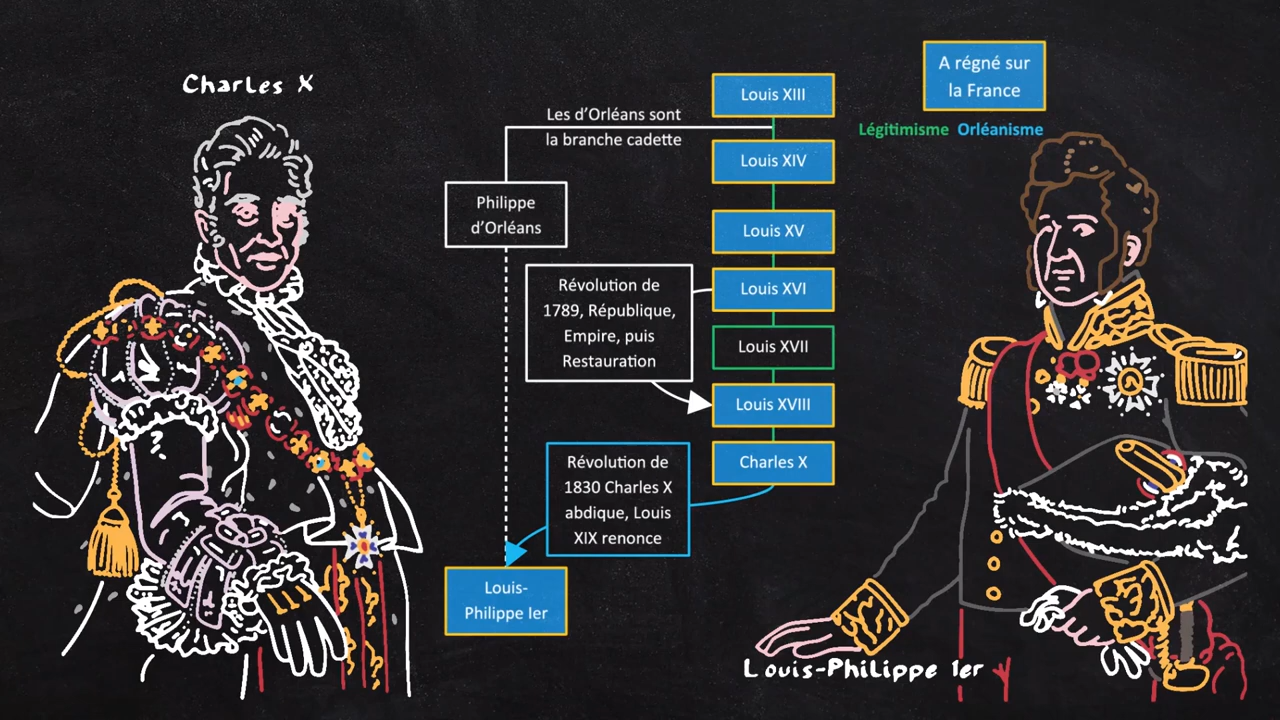 Charles X
Les d’Orléans sont
la branche cadette
Philippe
d’Orléans
Louis XIII
Louis XIV
Louis XV
Louis XVI
Louis XVII
Louis XVIII
Charles X
Révolution de
1789, République,
Empire, puis
Restauration
Révolution de
1830 Charles X
abdique, Louis
XIX renonce
Louis-
Philippe Ier
A régné sur
la France
Légitimisme Orléanisme
Louis-Philippe Ier